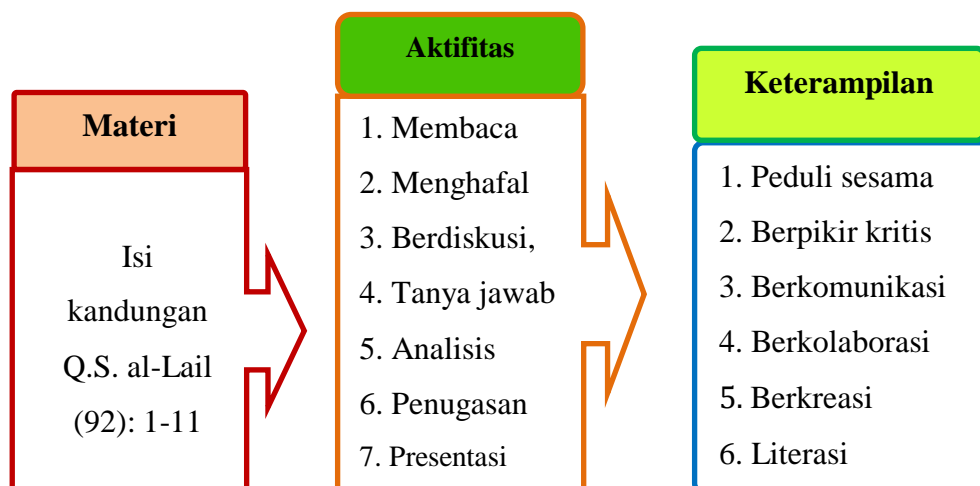 Materi
Isi
kandungan
Q.S. al-Lail
(92): 1-11
Aktifitas
1. Membaca
2. Menghafal
3. Berdiskusi,
4. Tanya jawab
5. Analisis
6. Penugasan
7. Presentasi
Keterampilan
1. Peduli sesama
2. Berpikir kritis
3. Berkomunikasi
4. Berkolaborasi
5. Berkreasi
6. Literasi